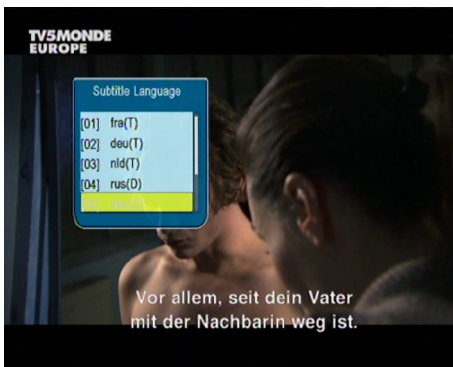 TV5MONDE
EUROPE
Subtitle Language
[01] fra(T)
[02] deu(T)
[03] nld(T)
[04] rus(D)
Vor allem, seit dein Vater
mit der Nachbarin weg ist.